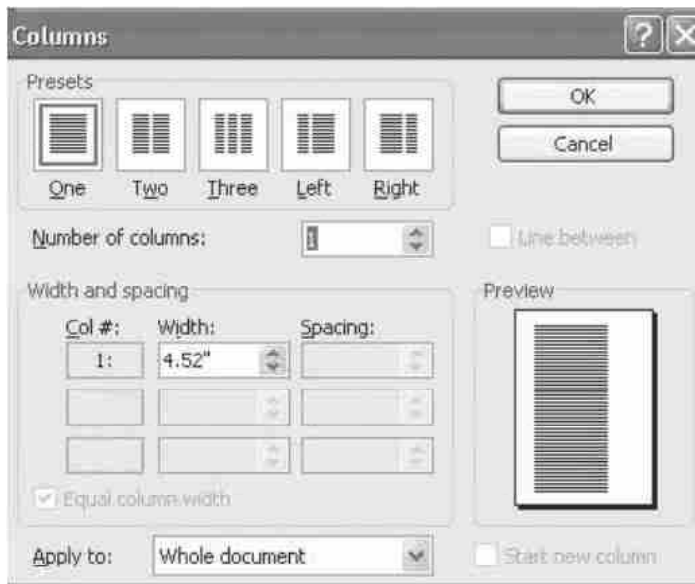 Columns
Presets
One Two Three Left Right
OK
Cancel
Number of columns: 1
Line between
Width and spacing
Col #: Width: Spacing:
1: 4.52"
Equal column width
Preview
Apply to: Whole document
Start new column